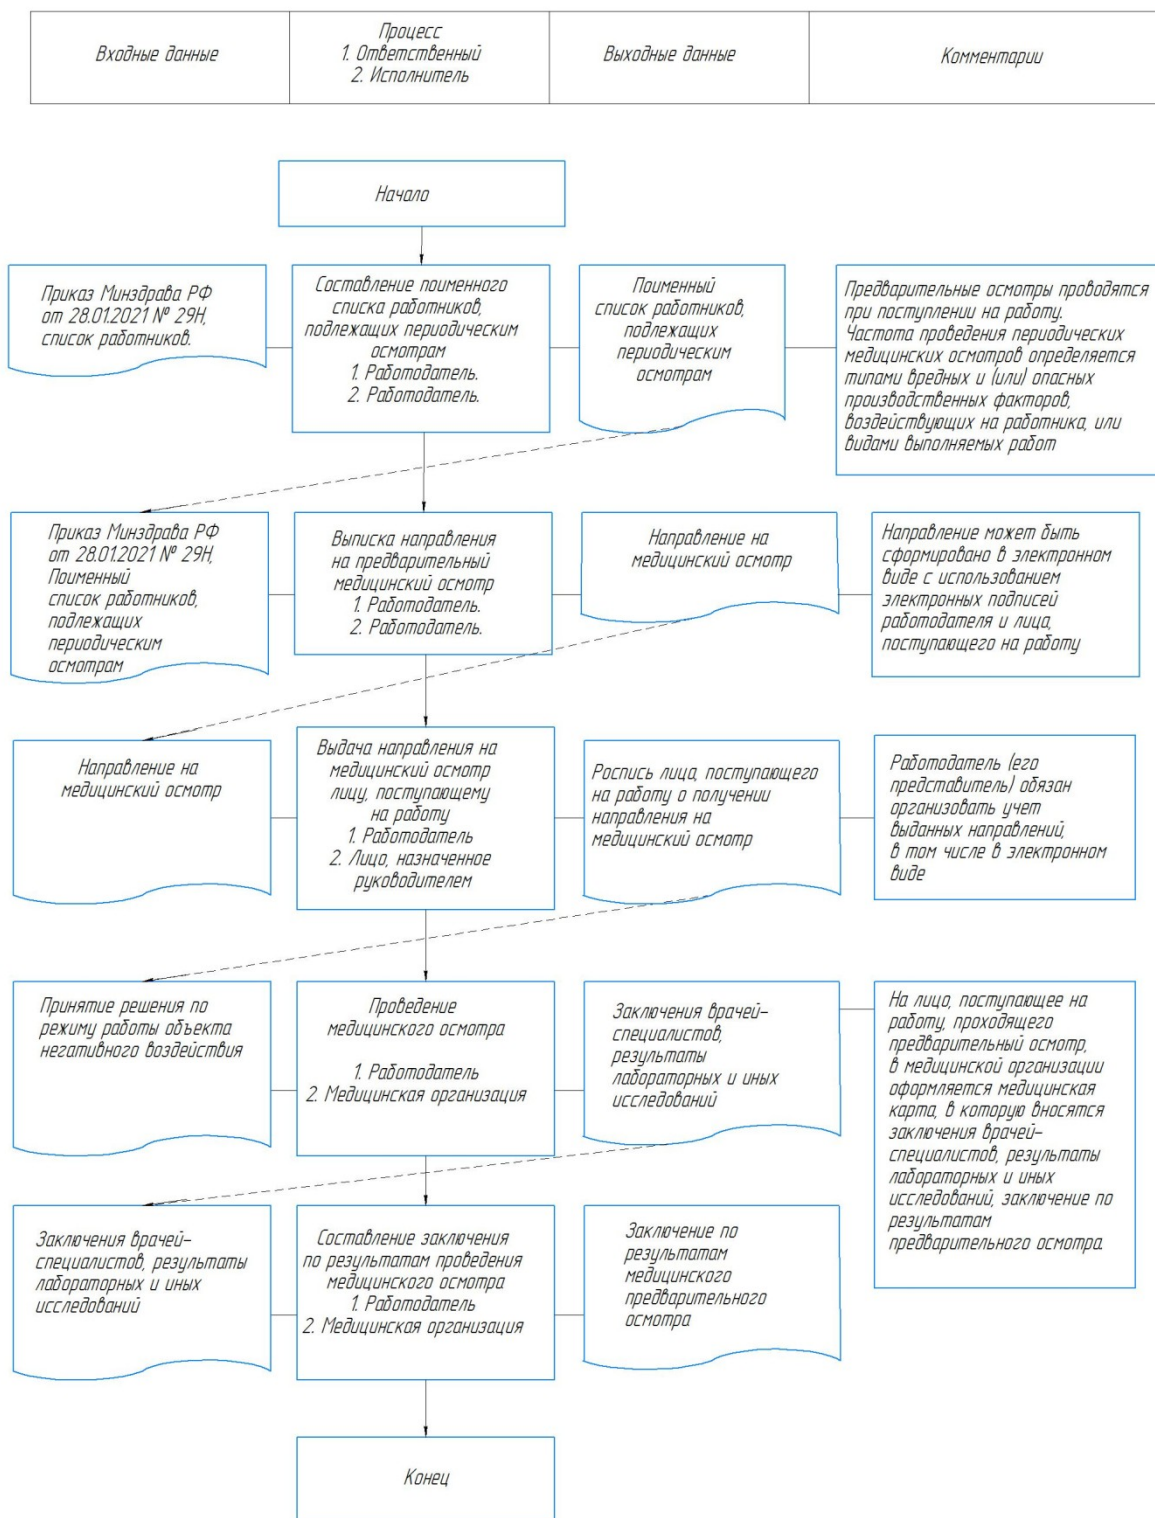 Входные данные
Процесс
1. Ответственный
2. Исполнитель
Выходные данные
Комментарии
Начало
Приказ Минздрава РФ
от 28.01.2021 № 29Н,
список работников.
Составление поименного
списка работников,
подлежащих периодическим
осмотрам
1. Работодатель.
2. Работодатель.
Поименный
список работников,
подлежащих
периодическим
осмотрам
Предварительные осмотры проводятся
при поступлении на работу.
Частота проведения периодических
медицинских осмотров определяется
типами вредных и (или) опасных
производственных факторов,
воздействующих на работника, или
видами выполняемых работ
Приказ Минздрава РФ
от 28.01.2021 № 29Н,
Поименный
список работников,
подлежащих
периодическим
осмотрам
Выписка направления
на предварительный
медицинский осмотр
1. Работодатель.
2. Работодатель.
Направление на
медицинский осмотр
Направление может быть
сформировано в электронном
виде с использованием
электронных подписей
работодателя и лица,
поступающего на работу
Направление на
медицинский осмотр
Выдача направления на
медицинский осмотр
лицу, поступающему
на работу
1. Работодатель
2. Лицо, назначенное
руководителем
Роспись лица, поступающего
на работу о получении
направления на
медицинский осмотр
Работодатель (его
представитель) обязан
организовать учет
выданных направлений,
в том числе в электронном
виде
Принятие решения по
режиму работы объекта
негативного воздействия
Проведение
медицинского осмотра
1. Работодатель
2. Медицинская организация
Заключения врачей-
специалистов,
результаты
лабораторных и иных
исследований
На лицо, поступающее на
работу, проходящего
предварительный осмотр,
в медицинской организации
оформляется медицинская
карта, в которую вносятся
заключения врачей-
специалистов, результаты
лабораторных и иных
исследований, заключение по
результатам
предварительного осмотра.
Заключения врачей-
специалистов, результаты
лабораторных и иных
исследований
Составление заключения
по результатам проведения
медицинского осмотра
1. Работодатель
2. Медицинская организация
Заключение по
результатам
медицинского
предварительного
осмотра
Конец